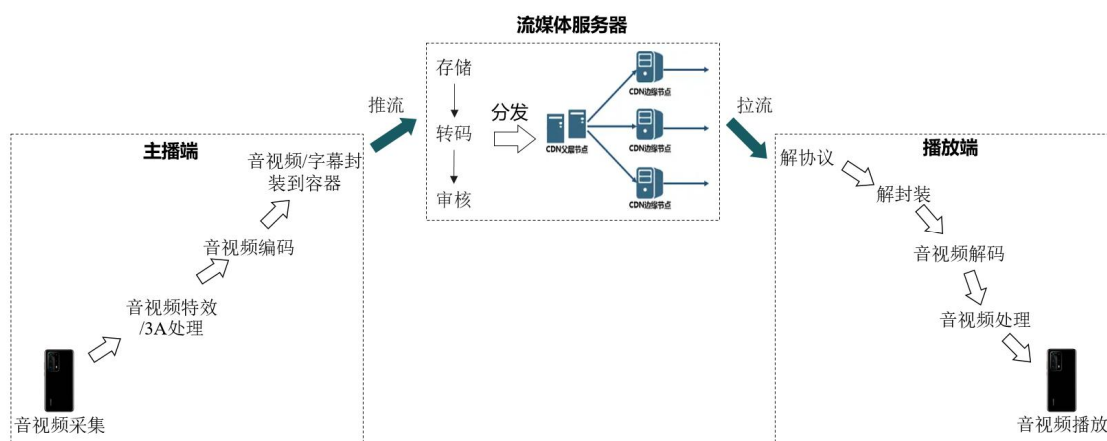 流媒体服务器
存储
转码
审核
分发
CDN父层节点
CDN边缘节点
CDN边缘节点
CDN边缘节点
推流
拉流
主播端
音视频/字幕封
装到容器
音视频编码
音视频特效
/3A处理
音视频采集
播放端
解协议
解封装
音视频解码
音视频处理
音视频播放